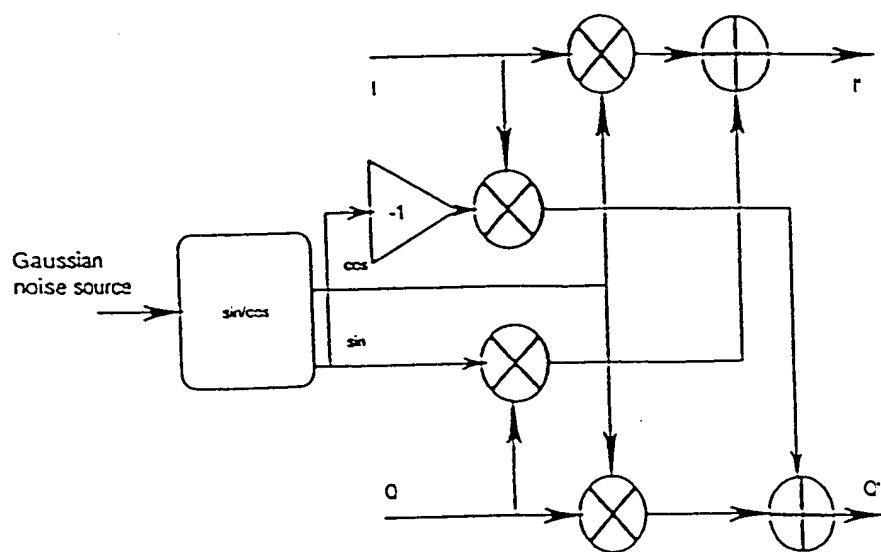 I
I'
-1
cos
Gaussian
noise source
sin/cos
sin
Q
Q'